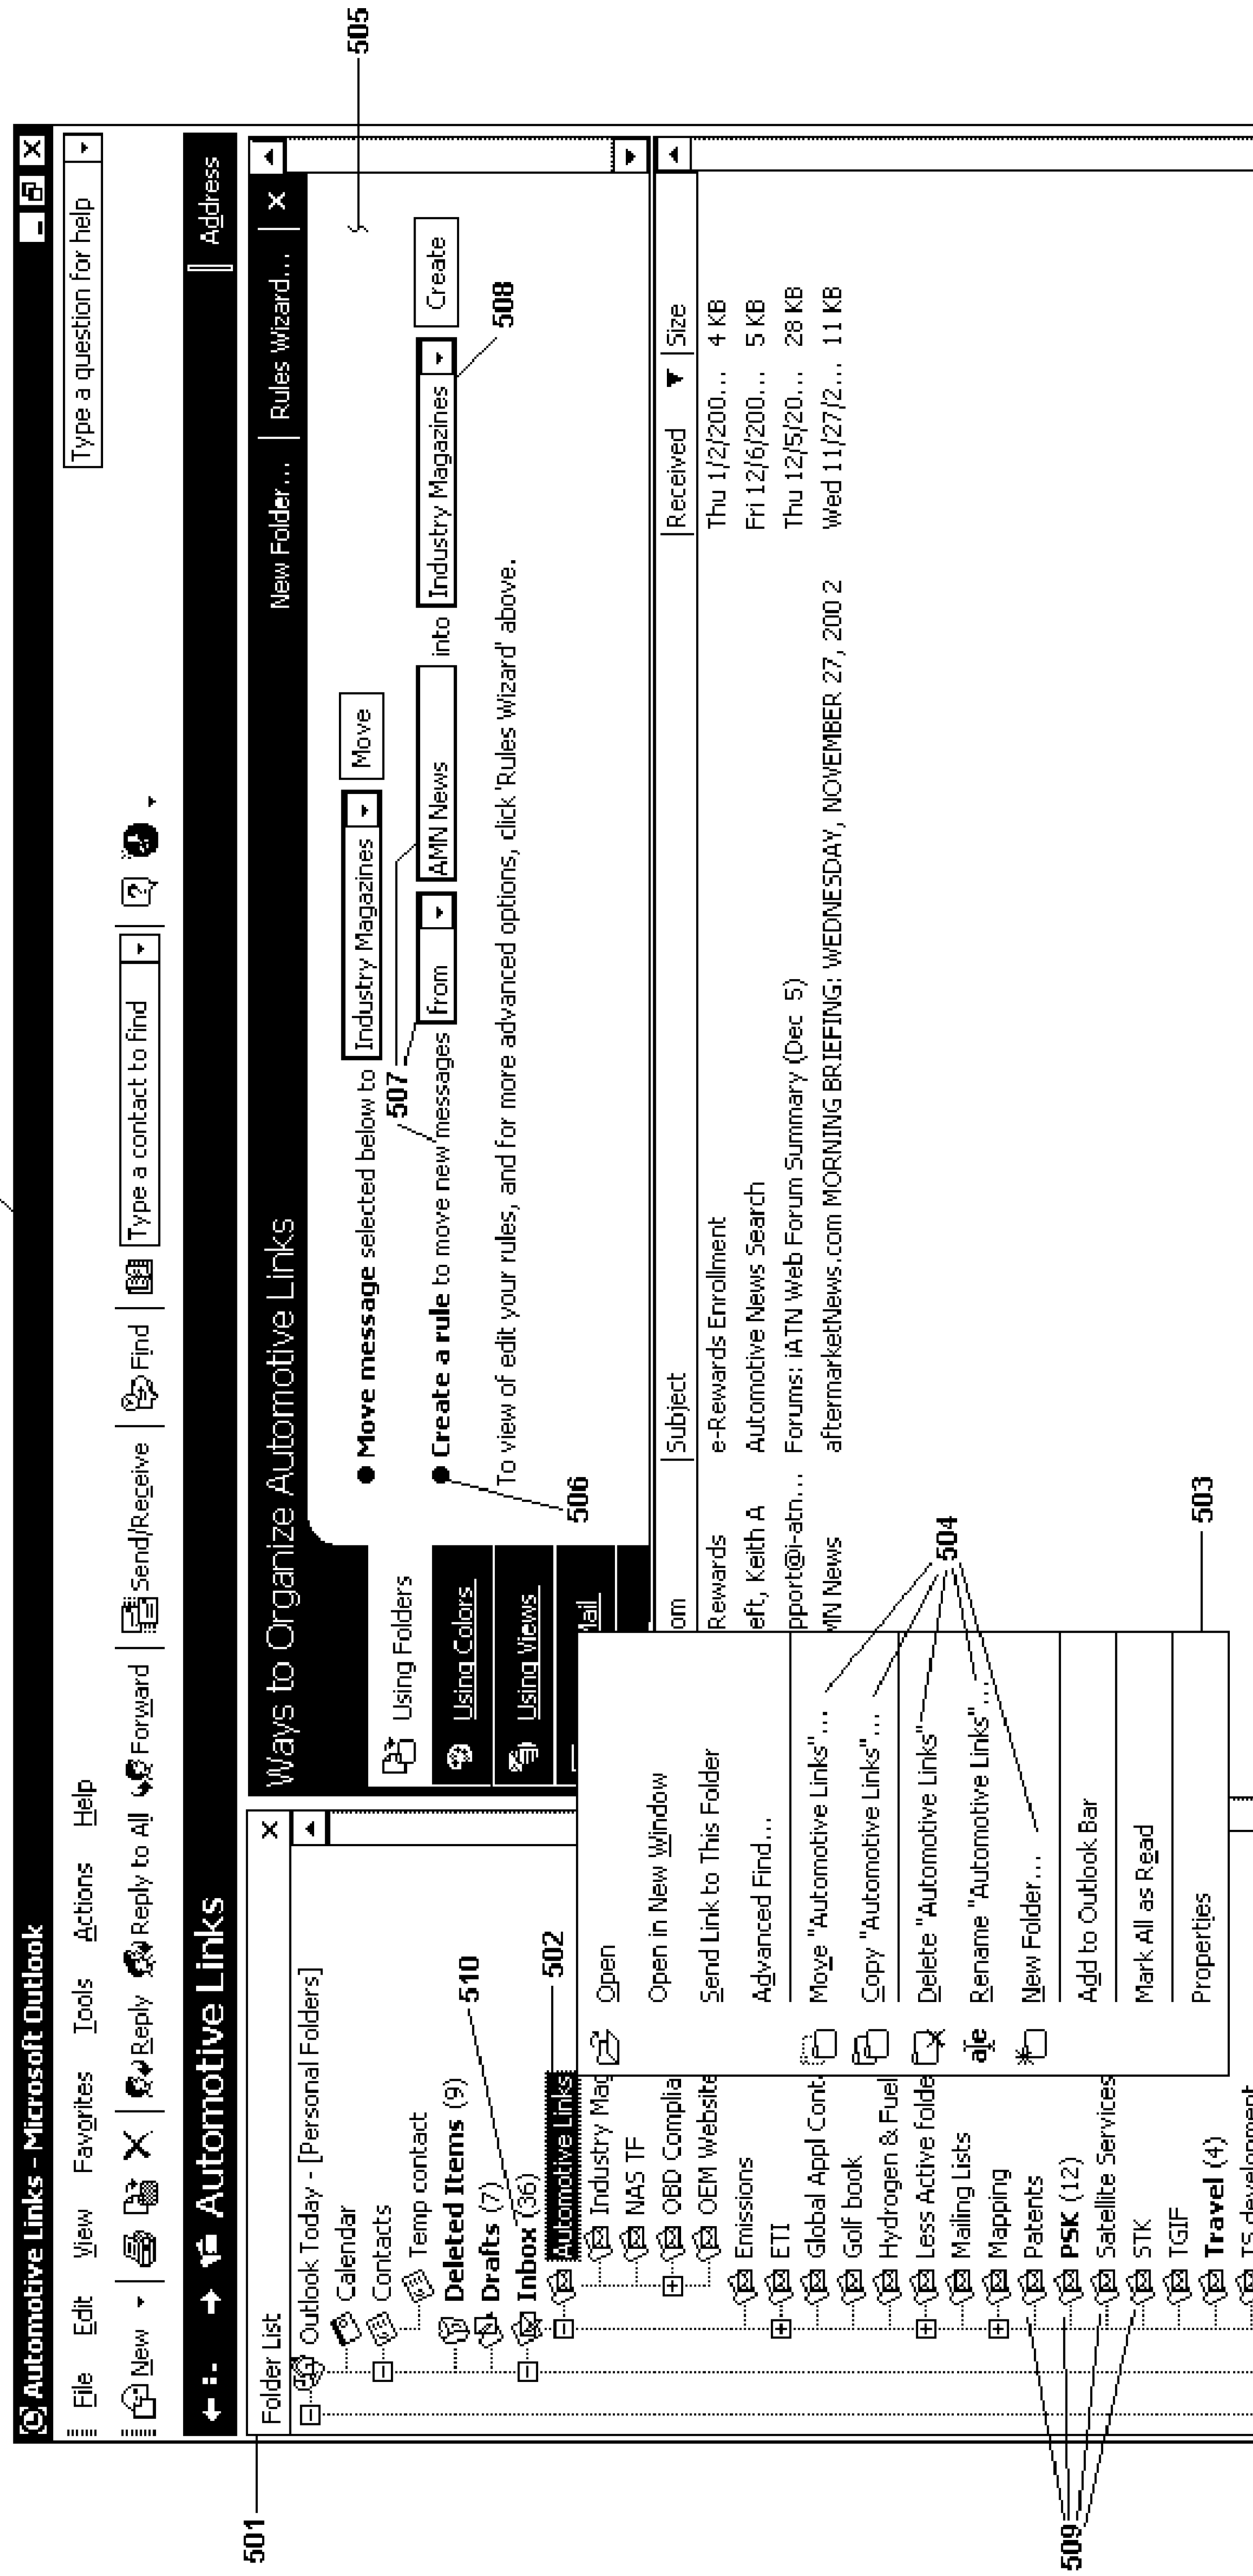 Automotive Links - Microsoft Outlook
File Edit View Favorites Tools Actions Help
Type a question for help
New Reply Reply to All Forward Send/Receive Find Type a contact to find
Automotive Links
Address
501
Folder List
Outlook Today - [Personal Folders]
Calendar
Contacts
Temp contact
Deleted Items (9)
Drafts (7)
Inbox (36)
510
Automotive Links
502
Industry Mag
NAS TF
OBD Complia
OEM Website
Emissions
ETI
Global Appl Cont
Golf book
Hydrogen & Fuel
Less Active Folde
Mailing Lists
Mapping
Patents
PSK (12)
Satellite Services
STK
TGIF
Travel (4)
TS development
509
Open
Open in New Window
Send Link to This Folder
Advanced Find...
Move "Automotive Links"...
Copy "Automotive Links"...
Delete "Automotive Links"
Rename "Automotive Links"...
New Folder...
Add to Outlook Bar
Mark All as Read
Properties
504
503
Ways to Organize Automotive Links
New Folder... Rules Wizard...
505
Using Folders
Using Colors
Using Views
Mail
Move message selected below to Industry Magazines Move
507
Create a rule to move new messages from AMN News into Industry Magazines Create
506
508
To view of edit your rules, and for more advanced options, click 'Rules Wizard' above.
om Subject Received Size
Rewards e-Rewards Enrollment Thu 1/2/200... 4 KB
eft, Keith A Automotive News Search Fri 12/6/200... 5 KB
pport@i-atn... Forums: iATN Web Forum Summary (Dec 5) Thu 12/5/20... 28 KB
MN News aftermarketNews.com MORNING BRIEFING: WEDNESDAY, NOVEMBER 27, 200 2 Wed 11/27/2... 11 KB